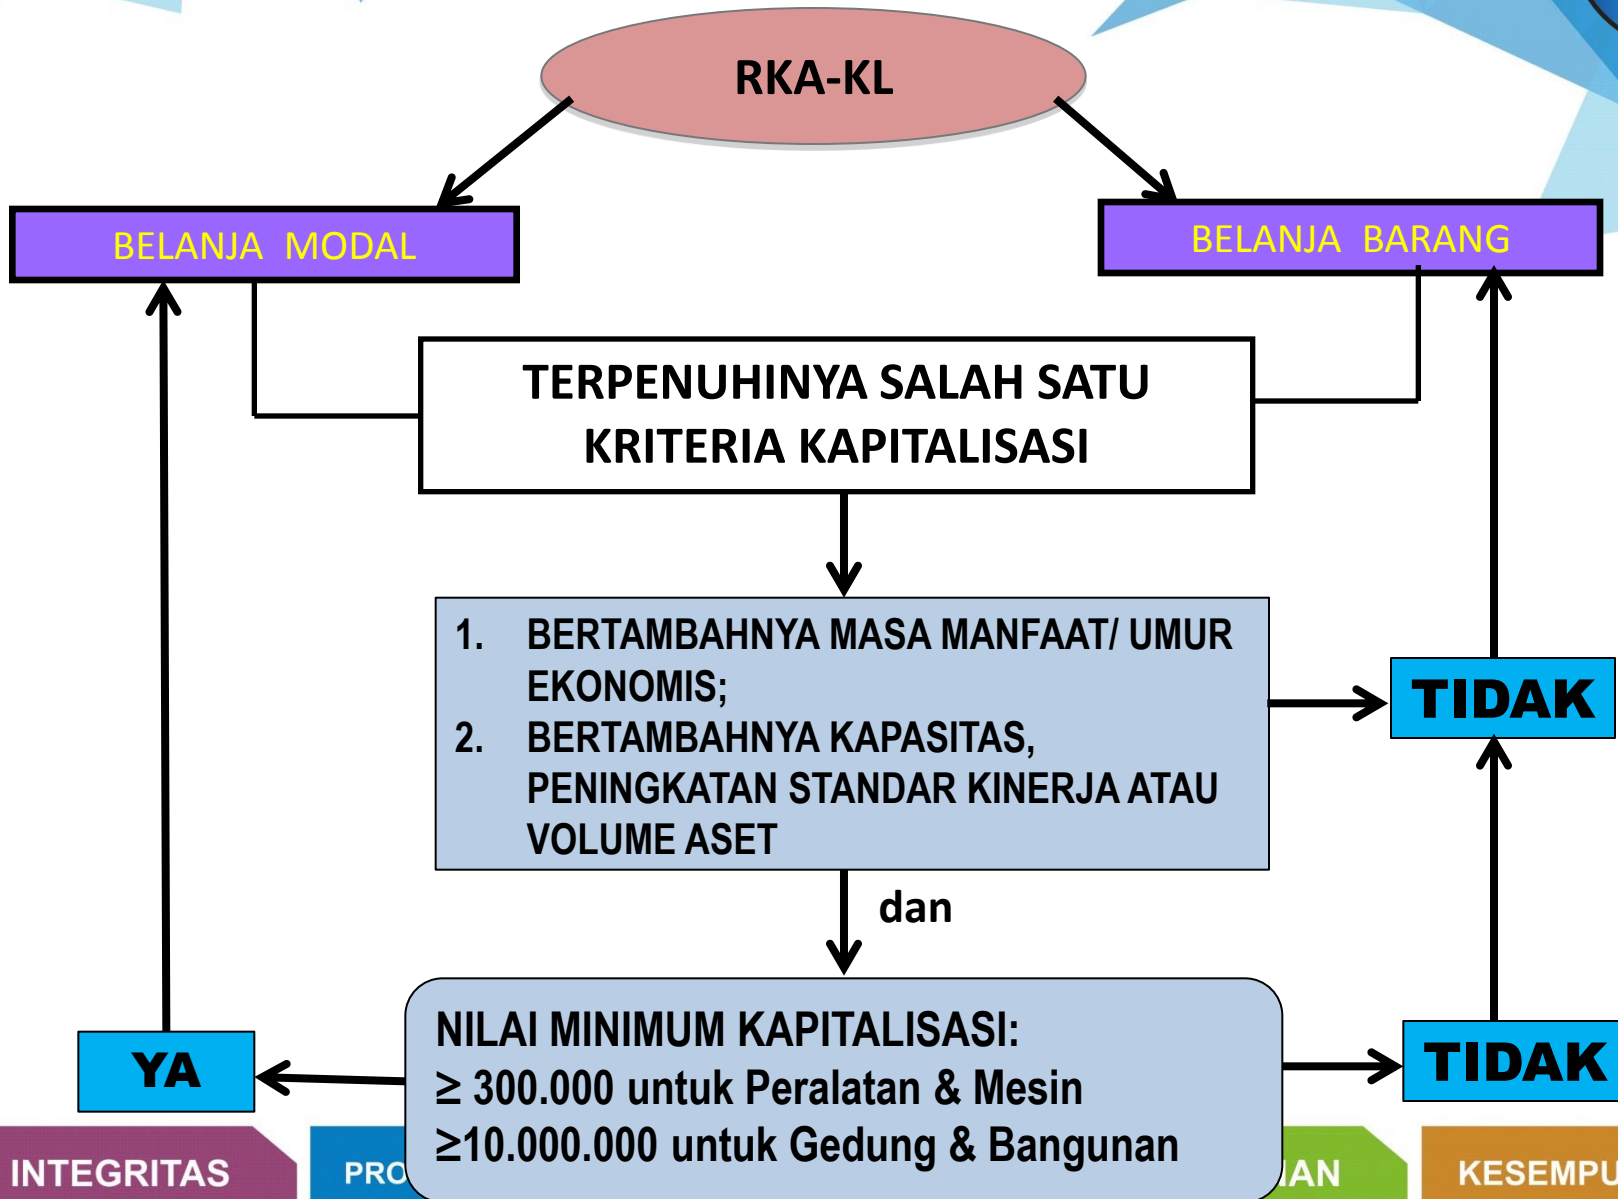 RKA-KL
BELANJA MODAL
BELANJA BARANG
TERPENUHINYA SALAH SATU
KRITERIA KAPITALISASI
1. BERTAMBAHNYA MASA MANFAAT/ UMUR
EKONOMIS;
2. BERTAMBAHNYA KAPASITAS,
PENINGKATAN STANDAR KINERJA ATAU
VOLUME ASET
TIDAK
dan
NILAI MINIMUM KAPITALISASI:
≥ 300.000 untuk Peralatan & Mesin
≥10.000.000 untuk Gedung & Bangunan
YA
TIDAK
INTEGRITAS